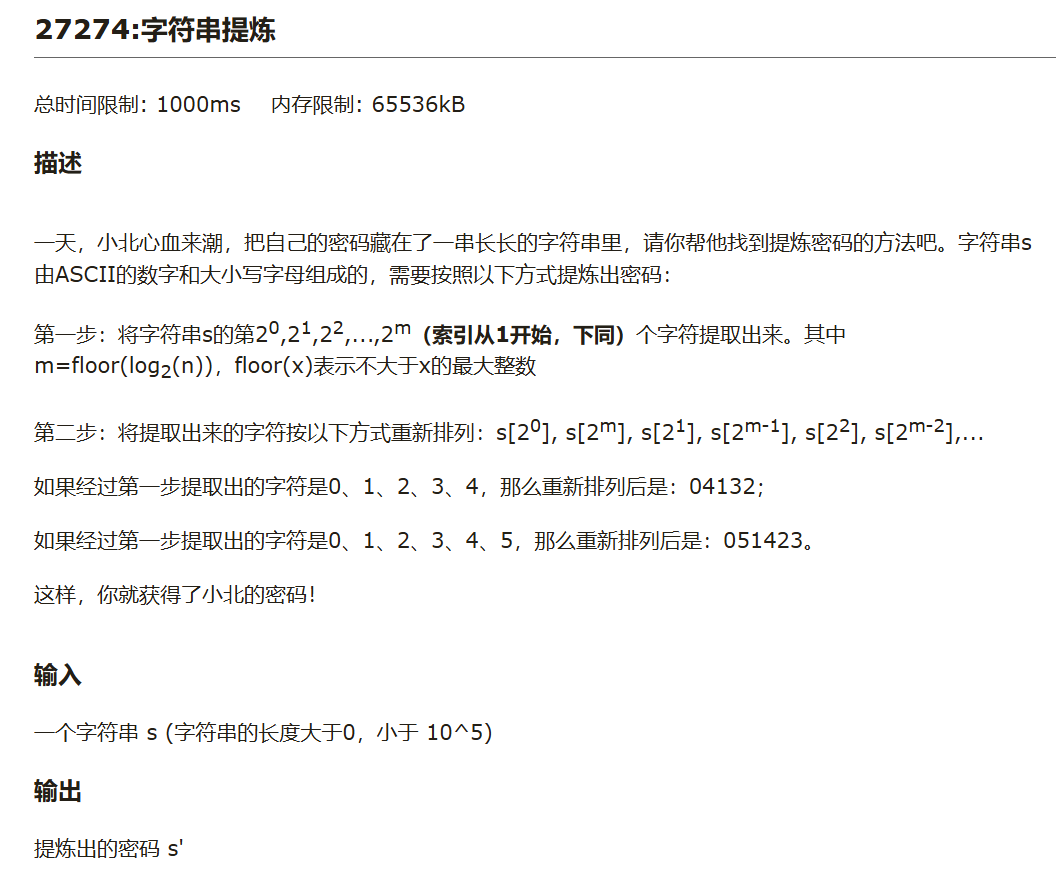 27274:字符串提炼
总时间限制: 1000ms 内存限制: 65536kB
描述
一天，小北心血来潮，把自己的密码藏在了一串长长的字符串里，请你帮他找到提炼密码的方法吧。字符串s
由ASCII的数字和大小写字母组成的，需要按照以下方式提炼出密码：
第一步：将字符串s的第2⁰,2¹,2²,...,2ᵐ（索引从1开始，下同）个字符提取出来。其中
m=floor(log₂(n))，floor(x)表示不大于x的最大整数
第二步：将提取出来的字符按以下方式重新排列：s[2⁰], s[2ᵐ], s[2¹], s[2ᵐ⁻¹], s[2²], s[2ᵐ⁻²],...
如果经过第一步提取出的字符是0、1、2、3、4，那么重新排列后是：04132；
如果经过第一步提取出的字符是0、1、2、3、4、5，那么重新排列后是：051423。
这样，你就获得了小北的密码！
输入
一个字符串 s (字符串的长度大于0，小于 10^5)
输出
提炼出的密码 s'